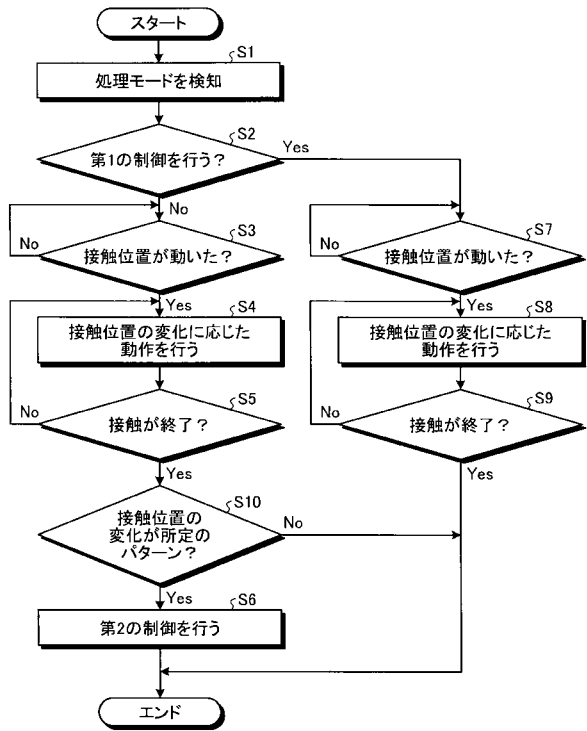 スタート
S1
処理モードを検知
S2
第1の制御を行う?
Yes
No
S3
接触位置が動いた?
No
Yes
S4
接触位置の変化に応じた
動作を行う
S5
接触が終了?
No
Yes
S10
接触位置の
変化が所定の
パターン?
No
Yes
S6
第2の制御を行う
S7
接触位置が動いた?
No
Yes
S8
接触位置の変化に応じた
動作を行う
S9
接触が終了?
No
Yes
エンド